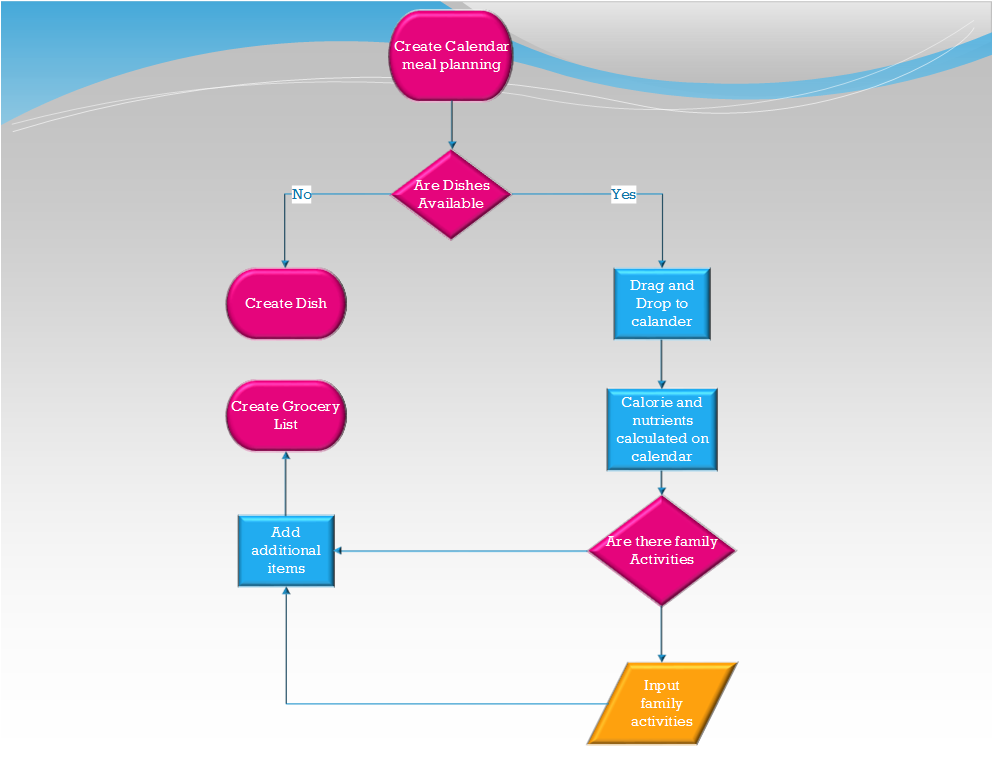 Create Calendar
meal planning
Are Dishes
Available
No
Yes
Create Dish
Drag and
Drop to
calander
Create Grocery
List
Calorie and
nutrients
calculated on
calendar
Add
additional
items
Are there family
Activities
Input
family
activities